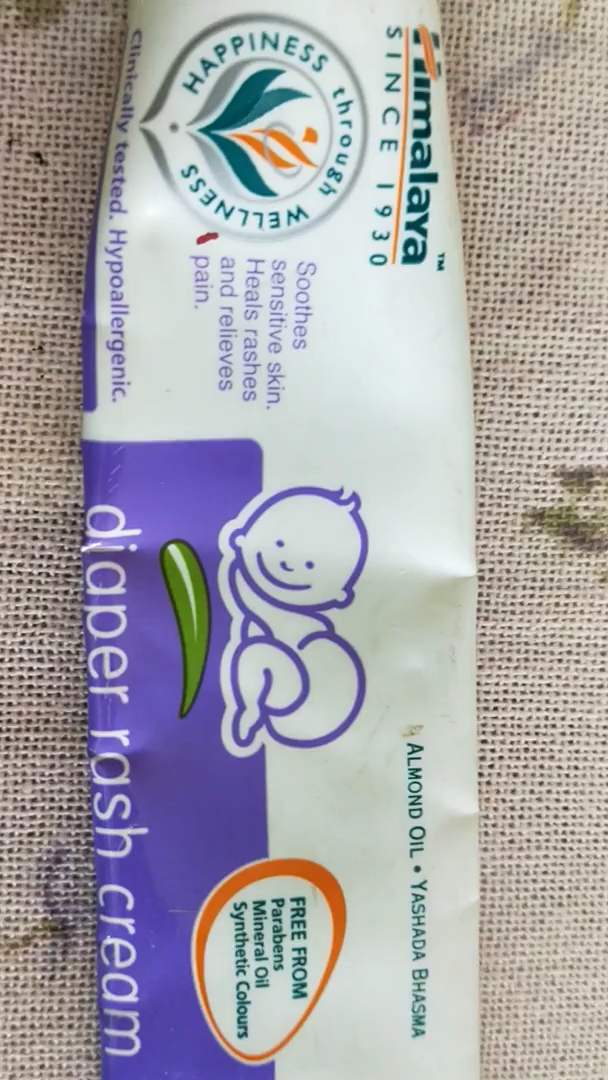 Himalaya™
SINCE 1930
HAPPINESS through WELLNESS
Soothes
sensitive skin.
Heals rashes
and relieves
pain.
Clinically tested. Hypoallergenic.
ALMOND OIL • YASHADA BHASMA
FREE FROM
Parabens
Mineral Oil
Synthetic Colours
diaper rash cream